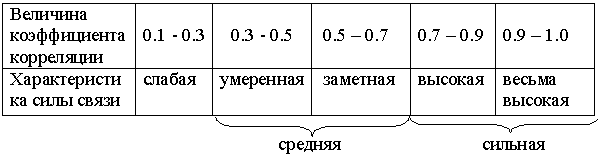 Величина
коэффициента
корреляции
0.1 - 0.3
0.3 - 0.5
0.5 – 0.7
0.7 – 0.9
0.9 – 1.0
Характеристи
ка силы связи
слабая
умеренная
заметная
высокая
весьма
высокая
средняя
сильная